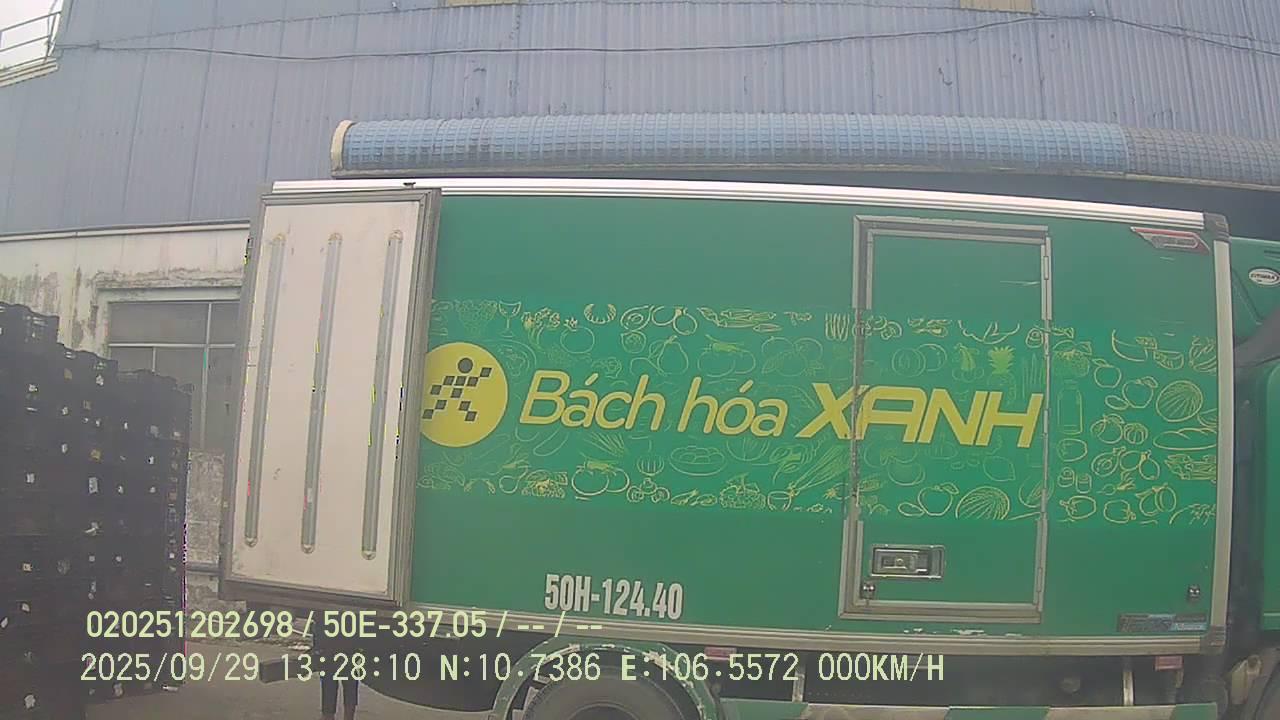 Bách hóa XANH
50H-124.40
020251202698 / 50E-337.05 / -- / --
2025/09/29 13:28:10 N:10.7386 E:106.5572 000KM/H